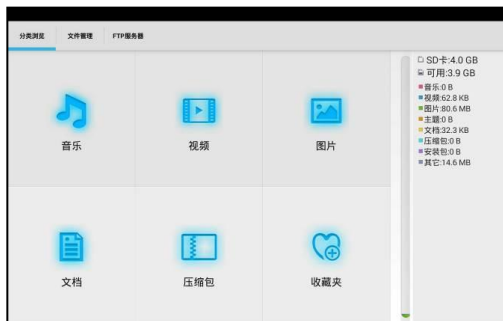 分类浏览 文件管理 FTP服务器
SD卡:4.0 GB
可用:3.9 GB
音乐:0 B
视频:62.8 KB
图片:80.6 MB
主题:0 B
文档:32.3 KB
压缩包:0 B
安装包:0 B
其它:14.6 MB
音乐 视频 图片
文档 压缩包 收藏夹